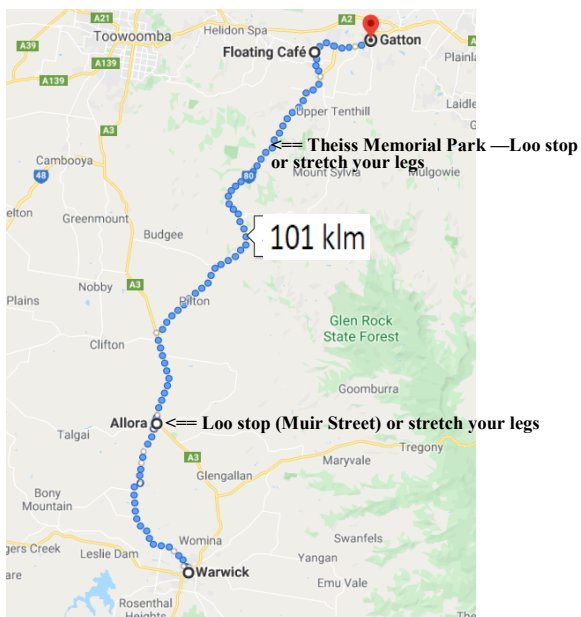 A2
A21
Toowoomba
Helidon Spa
A39
Gatton
Floating Café
A2
A139
Plainl
A139
Laidle
G
Upper Tenthill
A3
<== Theiss Memorial Park —Loo stop
or stretch your legs
Cambooya
48
80
Mount Sylvia
Mulgowie
elton
Greenmount
Budgee
101 klm
A3
Nobby
Plains
Pilton
Glen Rock
State Forest
Clifton
Goomburra
Allora
<== Loo stop (Muir Street) or stretch your legs
Talgai
Tregony
A3
Maryvale
Glengallan
Bony
Mountain
Swanfels
Womina
gers Creek
Leslie Dam
Yangan
are
Warwick
Emu Vale
Rosenthal
Heights
The